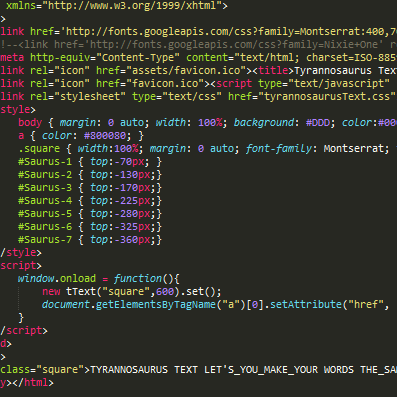 xmlns="http://www.w3.org/1999/xhtml">
>
link href='http://fonts.googleapis.com/css?family=Montserrat:400,70
!--<link href='http://fonts.googleapis.com/css?family=Nixie+One' r
meta http-equiv="Content-Type" content="text/html; charset=ISO-885
link rel="icon" href="assets/favicon.ico"><title>Tyrannosaurus Tex
link rel="icon" href="favicon.ico"><script type="text/javascript"
link rel="stylesheet" type="text/css" href="tyrannosaurusText.css"
style>
body { margin: 0 auto; width: 100%; background: #DDD; color:#00
a { color: #800080; }
.square { width:100%; margin: 0 auto; font-family: Montserrat;
#Saurus-1 { top:-70px; }
#Saurus-2 { top:-130px;}
#Saurus-3 { top:-170px;}
#Saurus-4 { top:-225px;}
#Saurus-5 { top:-280px;}
#Saurus-6 { top:-325px;}
#Saurus-7 { top:-360px;}
/style>
script>
window.onload = function(){
new tText("square",600).set();
document.getElementsByTagName("a")[0].setAttribute("href",
}
/script>
d>
>
class="square">TYRANNOSAURUS TEXT LET'S_YOU_MAKE_YOUR WORDS THE_SA
y></html>